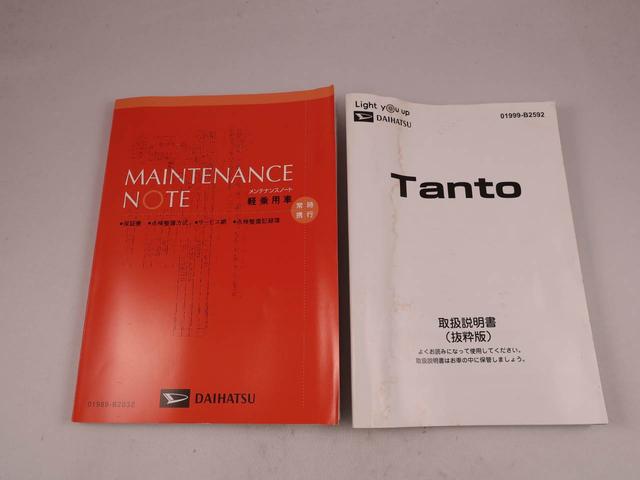 MAINTENANCE
NOTE
メンテナンスノート
軽乗用車
常時
携行
●保証書 ●点検整備方式 ●サービス網 ●点検整備記録簿
DAIHATSU
01989-B2032
Light you up
DAIHATSU
01999-B2592
Tanto
取扱説明書
(抜粋版)
よくお読みになって使用してください。
取扱説明書はお車の中に保管しましょう。